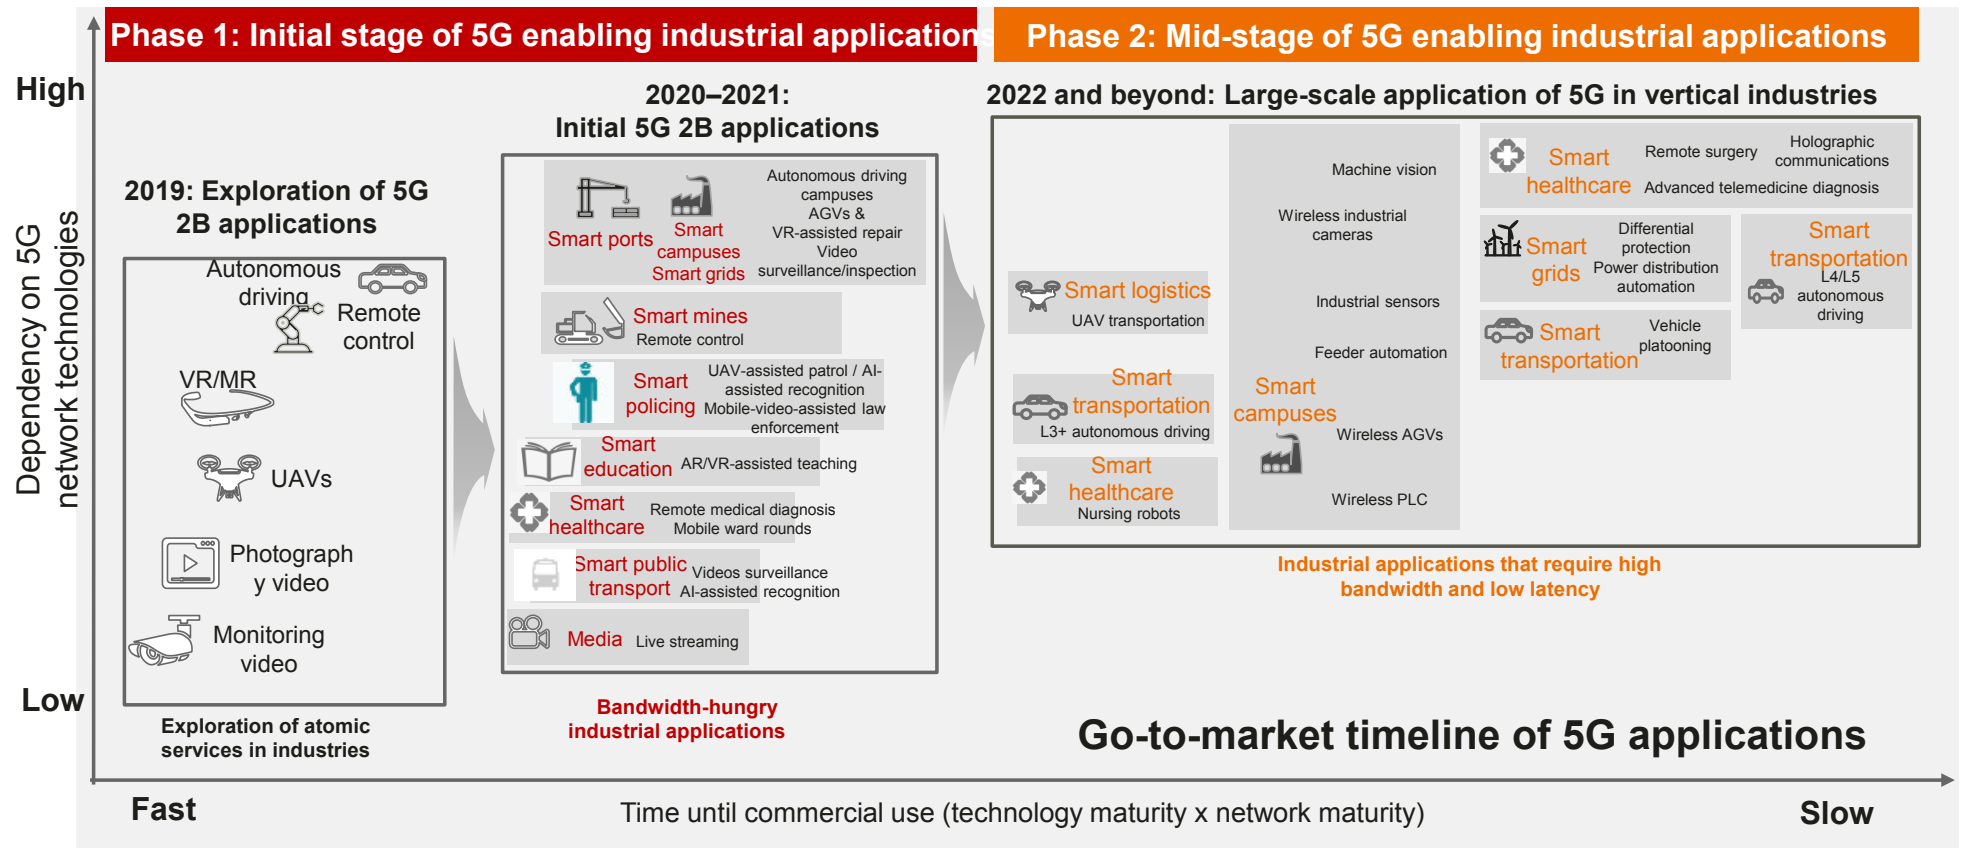 Phase 1: Initial stage of 5G enabling industrial applications
Phase 2: Mid-stage of 5G enabling industrial applications
High
Dependency on 5G
network technologies
Low
2019: Exploration of 5G
2B applications
Autonomous
driving
Remote
control
VR/MR
UAVs
Photograph
y video
Monitoring
video
Exploration of atomic
services in industries
2020–2021:
Initial 5G 2B applications
Smart ports
Smart
campuses
Smart grids
Autonomous driving
campuses
AGVs &
VR-assisted repair
Video
surveillance/inspection
Smart mines
Remote control
Smart
policing
UAV-assisted patrol / AI-
assisted recognition
Mobile-video-assisted law
enforcement
Smart
education
AR/VR-assisted teaching
Smart
healthcare
Remote medical diagnosis
Mobile ward rounds
Smart public
transport
Videos surveillance
AI-assisted recognition
Media
Live streaming
Bandwidth-hungry
industrial applications
2022 and beyond: Large-scale application of 5G in vertical industries
Smart logistics
UAV transportation
Smart
transportation
L3+ autonomous driving
Smart
healthcare
Nursing robots
Machine vision
Wireless industrial
cameras
Industrial sensors
Feeder automation
Smart
campuses
Wireless AGVs
Wireless PLC
Smart
healthcare
Remote surgery
Holographic
communications
Advanced telemedicine diagnosis
Smart
grids
Differential
protection
Power distribution
automation
Smart
transportation
L4/L5
autonomous
driving
Smart
transportation
Vehicle
platooning
Industrial applications that require high
bandwidth and low latency
Go-to-market timeline of 5G applications
Fast
Time until commercial use (technology maturity x network maturity)
Slow